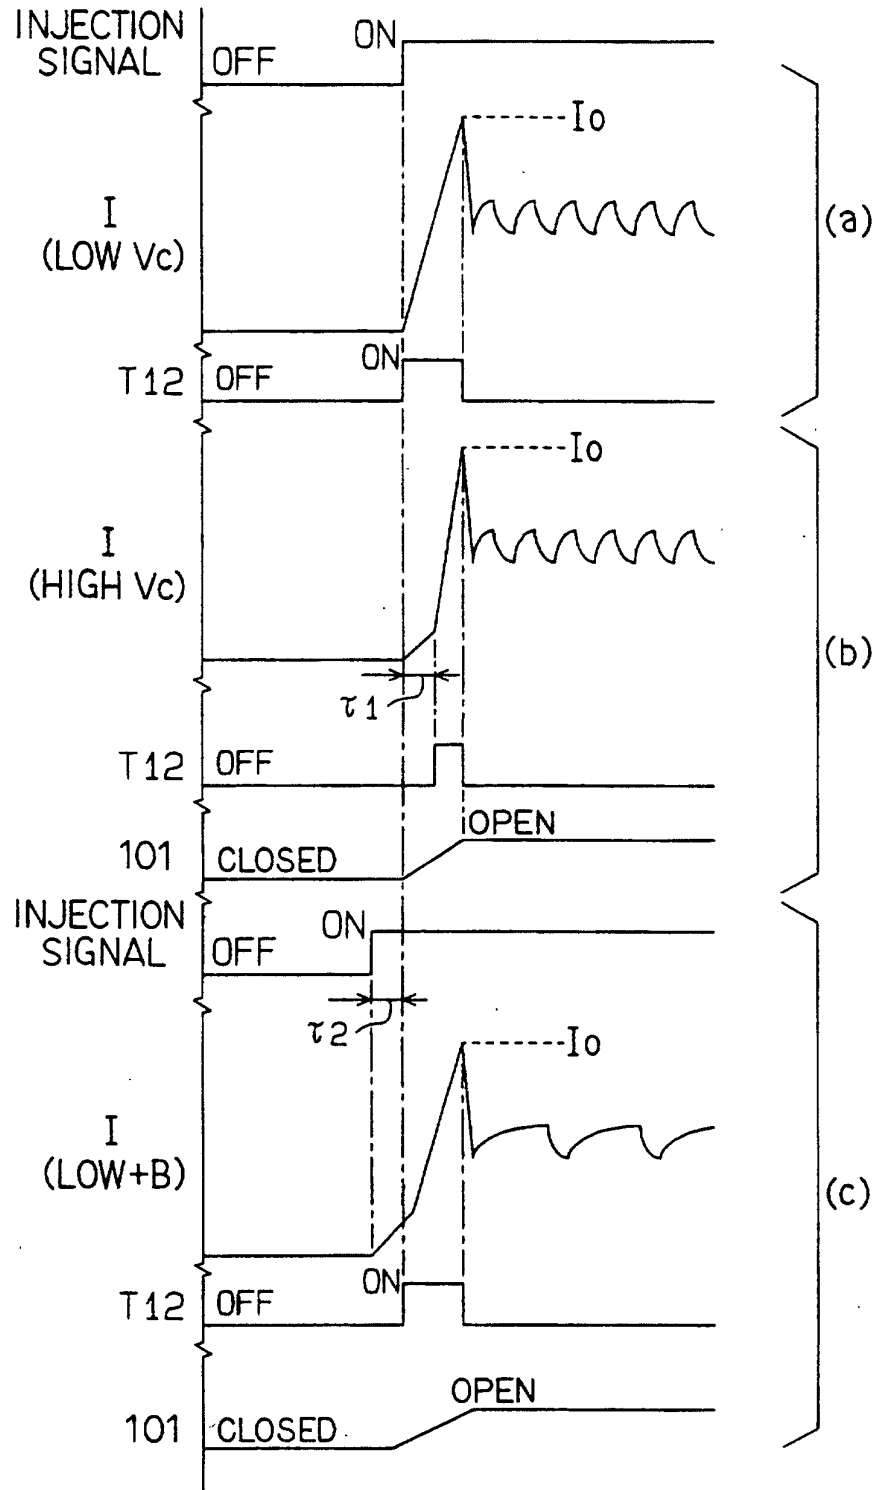 INJECTION
SIGNAL
OFF
ON
Io
I
(LOW Vc)
(a)
T12
OFF
ON
Io
I
(HIGH Vc)
(b)
τ1
T12
OFF
101
CLOSED
OPEN
INJECTION
SIGNAL
OFF
ON
τ2
Io
I
(LOW+B)
(c)
T12
OFF
ON
101
CLOSED
OPEN